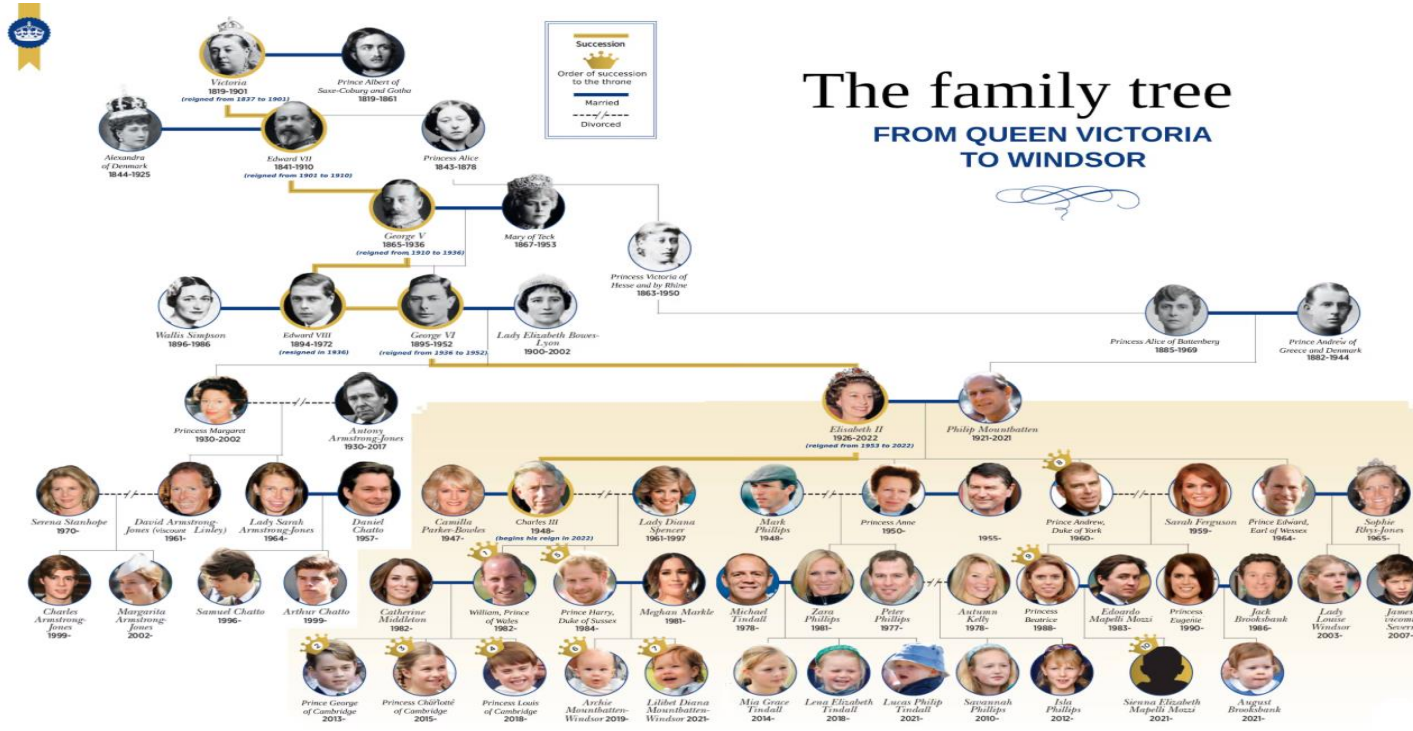 Succession
Order of succession
to the throne
Married
Divorced
The family tree
FROM QUEEN VICTORIA
TO WINDSOR
Victoria
1819-1901
(reigned from 1837 to 1901)
Prince Albert of
Saxe-Coburg and Gotha
1819-1861
Alexandra
of Denmark
1844-1925
Edward VII
1841-1910
(reigned from 1901 to 1910)
Princess Alice
1843-1878
George V
1865-1936
(reigned from 1910 to 1936)
Mary of Teck
1867-1953
Princess Victoria of
Hesse and by Rhine
1863-1950
Wallis Simpson
1896-1986
Edward VIII
1894-1972
(resigned in 1936)
George VI
1895-1952
(reigned from 1936 to 1952)
Lady Elizabeth Bowes-
Lyon
1900-2002
Princess Alice of Battenberg
1885-1969
Prince Andrew of
Greece and Denmark
1882-1944
Princess Margaret
1930-2002
Antony
Armstrong-Jones
1930-2017
Elisabeth II
1926-2022
(reigned from 1953 to 2022)
Philip Mountbatten
1921-2021
Serena Stanhope
1970-
David Armstrong-
Jones (viscount Linley)
1961-
Lady Sarah
Armstrong-Jones
1964-
Daniel
Chatto
1957-
Camilla
Parker-Bowles
1947-
Charles III
1948-
(begins his reign in 2022)
Lady Diana
Spencer
1961-1997
Mark
Phillips
1948-
Princess Anne
1950-
1955-
8
Prince Andrew,
Duke of York
1960-
Sarah Ferguson
1959-
Prince Edward,
Earl of Wessex
1964-
Sophie
Rhys-Jones
1965-
Charles
Armstrong-
Jones
1999-
Margarita
Armstrong-
Jones
2002-
Samuel Chatto
1996-
Arthur Chatto
1999-
Catherine
Middleton
1982-
1
William, Prince
of Wales
1982-
5
Prince Harry,
Duke of Sussex
1984-
Meghan Markle
1981-
Michael
Tindall
1978-
Zara
Phillips
1981-
Peter
Phillips
1977-
Autumn
Kelly
1978-
9
Princess
Beatrice
1988-
Edoardo
Mapelli Mozzi
1983-
Princess
Eugenie
1990-
Jack
Brooksbank
1986-
Lady
Louise
Windsor
2003-
James
2007-
2
Prince George
of Cambridge
2013-
3
Princess Charlotte
of Cambridge
2015-
4
Prince Louis
of Cambridge
2018-
6
Archie
Mountbatten-
Windsor 2019-
7
Lilibet Diana
Mountbatten-
Windsor 2021-
Mia Grace
Tindall
2014-
Lena Elizabeth
Tindall
2018-
Lucas Philip
Tindall
2021-
Savannah
Phillips
2010-
Isla
Phillips
2012-
10
Sienna Elizabeth
Mapelli Mozzi
2021-
August
Brooksbank
2021-